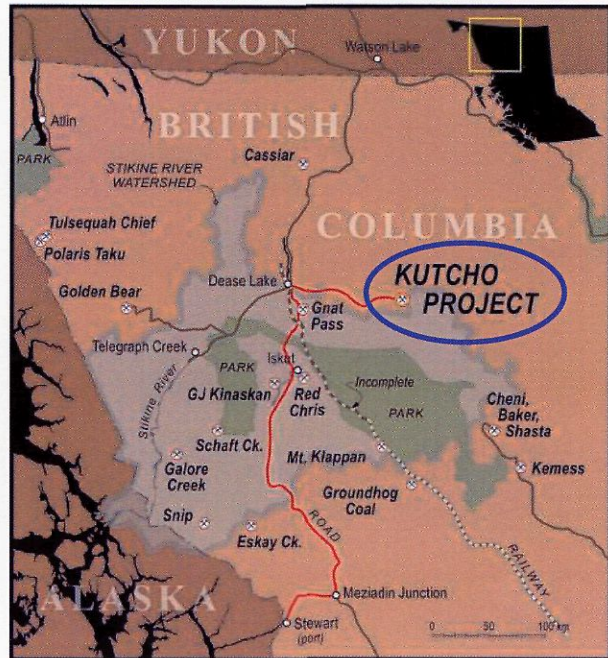 YUKON
Watson Lake
Atlin
BRITISH
PARK
STIKINE RIVER
WATERSHED
Cassiar
COLUMBIA
Tulsequah Chief
Polaris Taku
Dease Lake
KUTCHO
PROJECT
Golden Bear
Gnat
Pass
Telegraph Creek
PARK
Iskut
Incomplete
GJ Kinaskan
Red
Chris
PARK
Cheni,
Baker,
Shasta
Stikine River
Schaft Ck.
Mt. Klappan
Galore
Creek
Kemess
Groundhog
Coal
Snip
Eskay Ck.
ROAD
RAILWAY
ALASKA
Meziadin Junction
Stewart
(port)
0 50 100 km